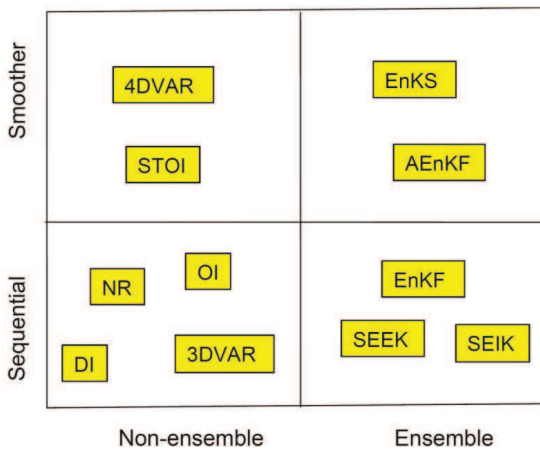 Smoother
4DVAR
EnKS
STOI
AEnKF
Sequential
NR
OI
EnKF
DI
3DVAR
SEEK
SEIK
Non-ensemble
Ensemble